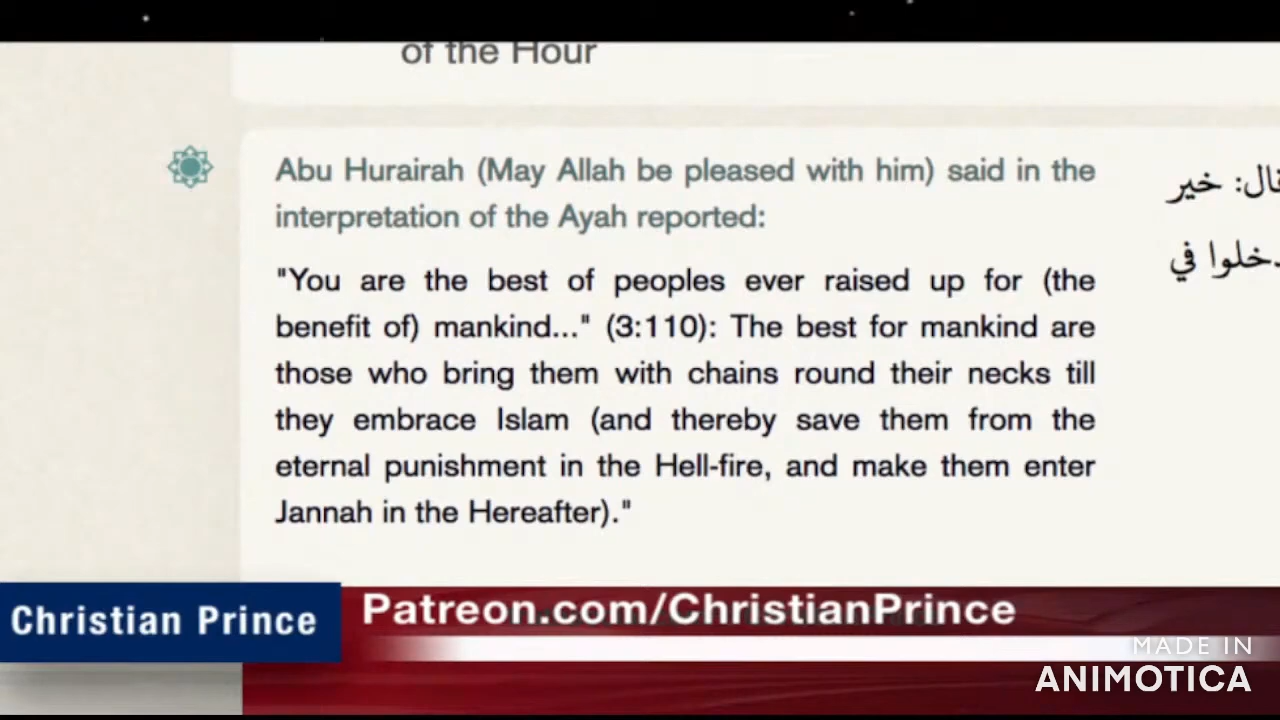 of the Hour
Abu Hurairah (May Allah be pleased with him) said in the
interpretation of the Ayah reported:
"You are the best of peoples ever raised up for (the
benefit of) mankind..." (3:110): The best for mankind are
those who bring them with chains round their necks till
they embrace Islam (and thereby save them from the
eternal punishment in the Hell-fire, and make them enter
Jannah in the Hereafter)."
قال: خير
دخلوا في
Christian Prince
Patreon.com/ChristianPrince
MADE IN
ANIMOTICA